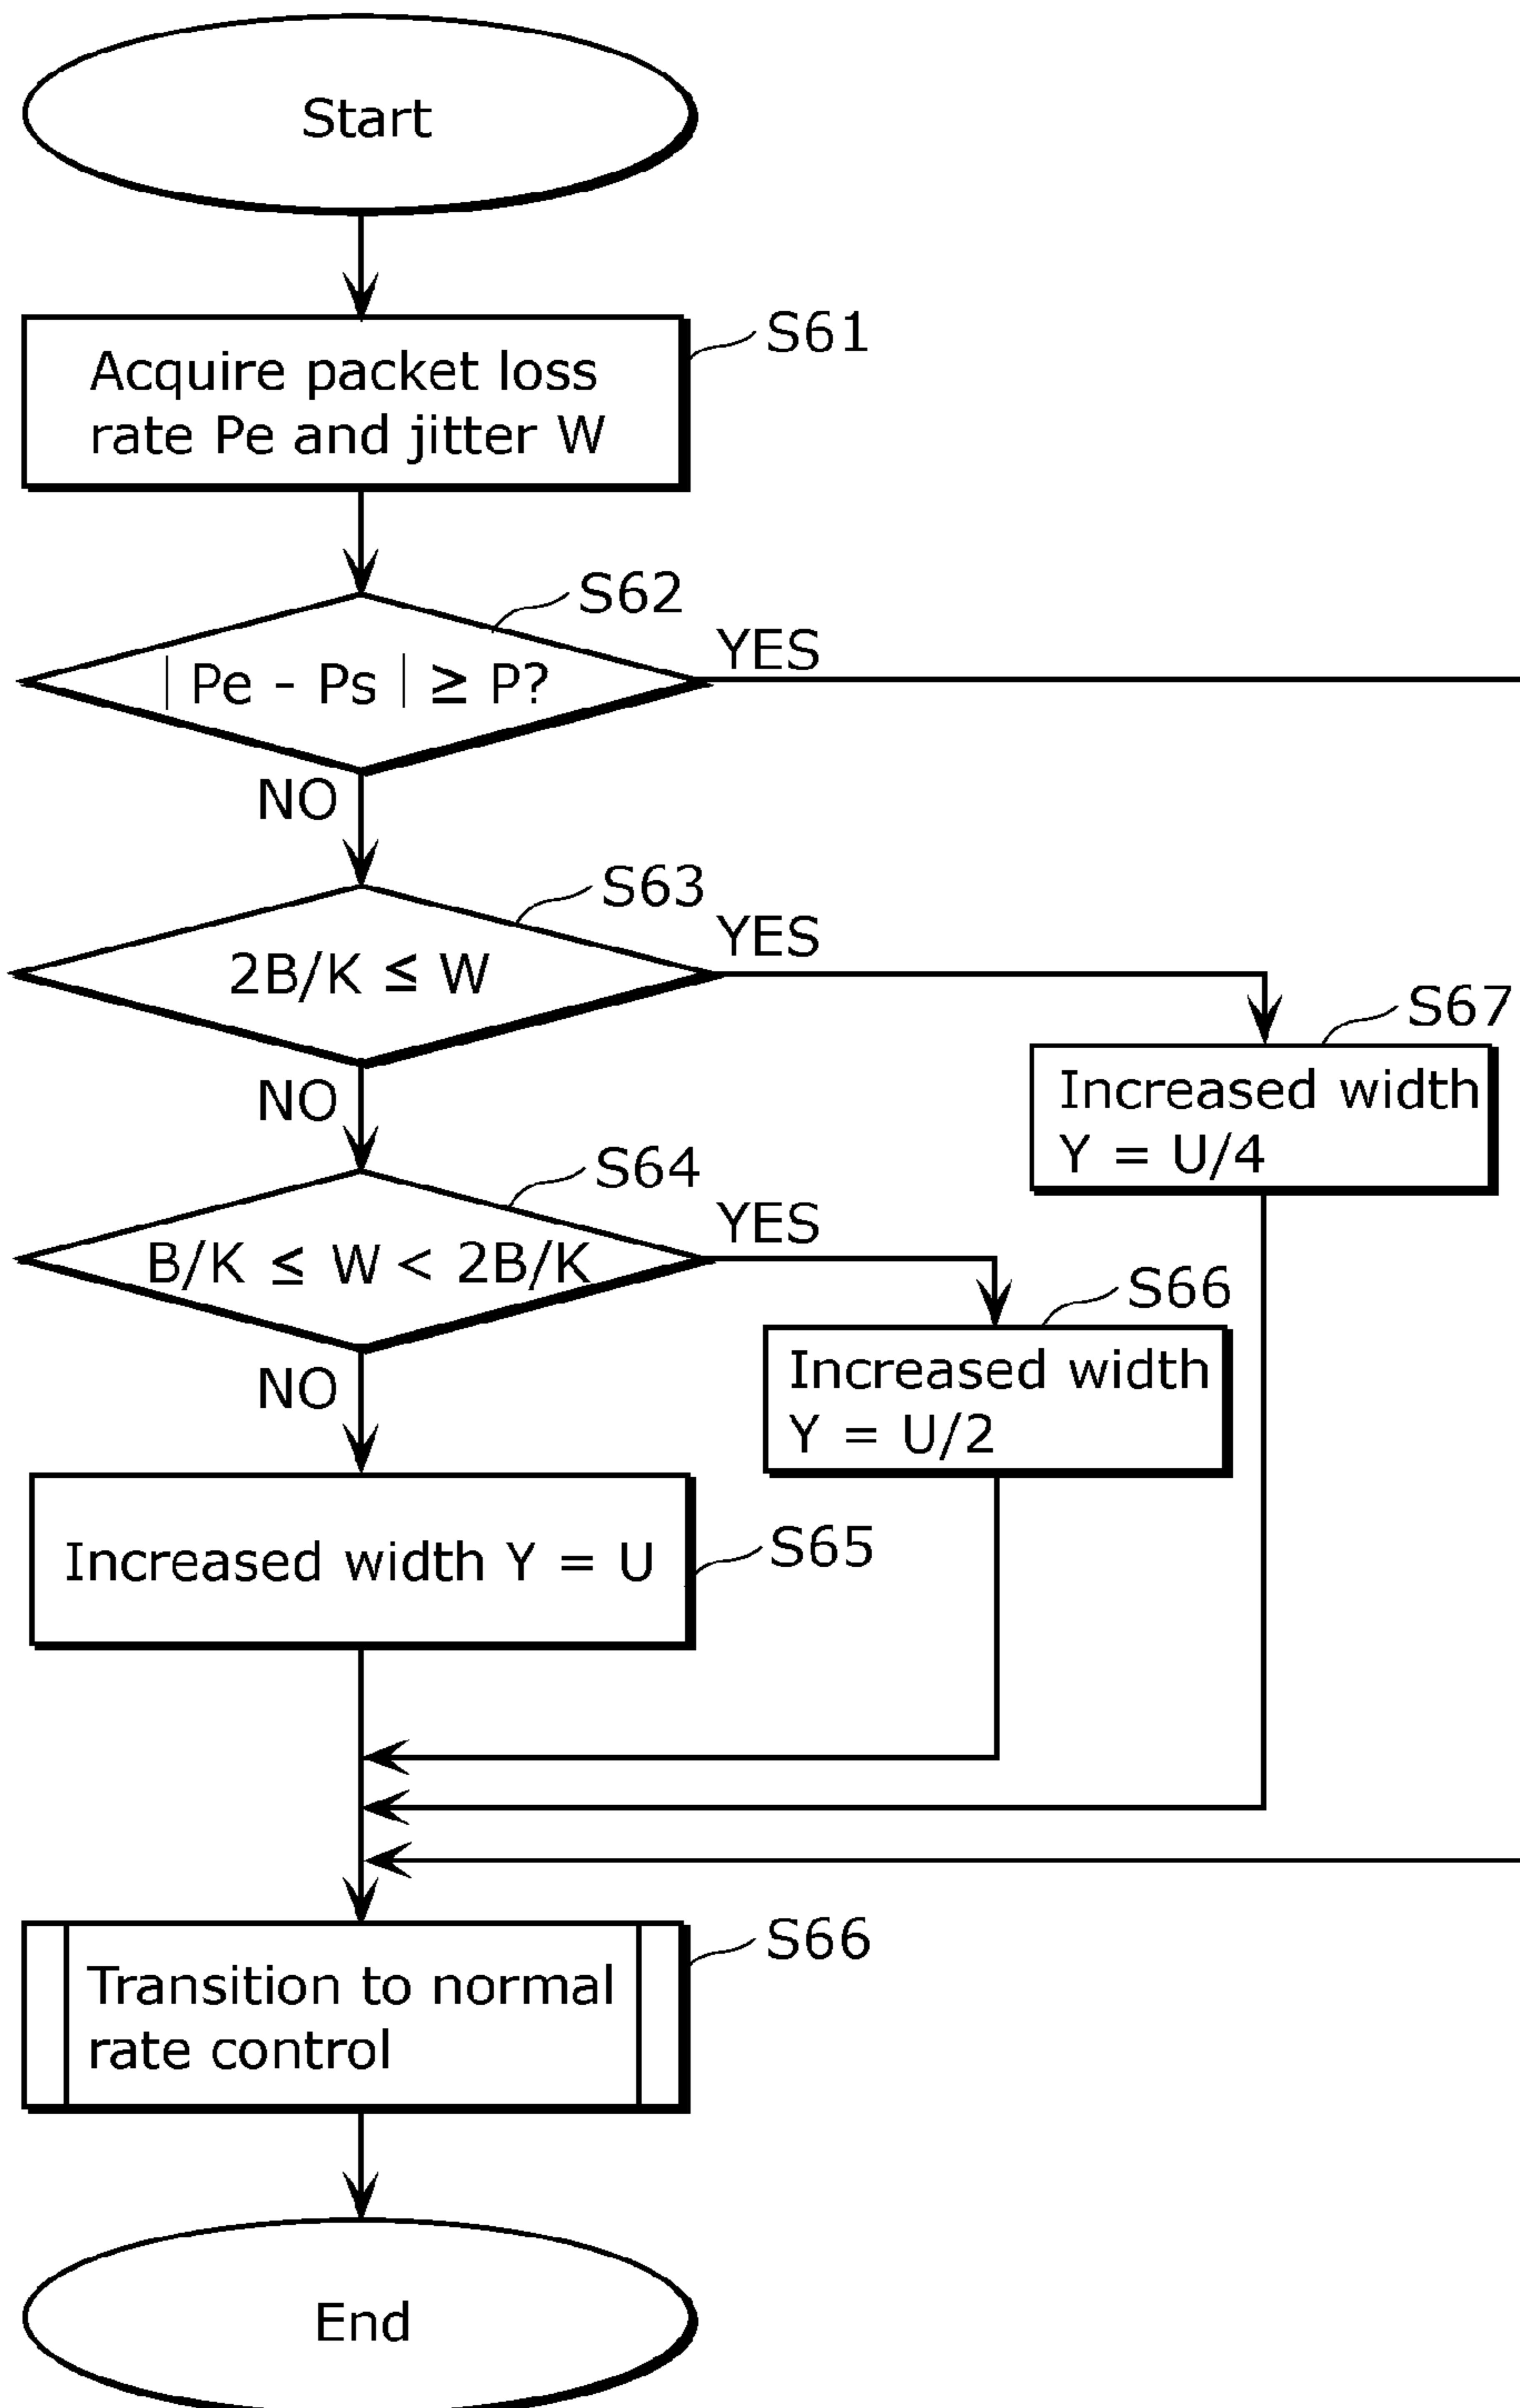 Start
S61
Acquire packet loss
rate Pe and jitter W
S62
| Pe - Ps | ≥ P?
YES
NO
S63
2B/K ≤ W
YES
S67
Increased width
Y = U/4
NO
S64
B/K ≤ W < 2B/K
YES
S66
Increased width
Y = U/2
NO
S65
Increased width Y = U
S66
Transition to normal
rate control
End